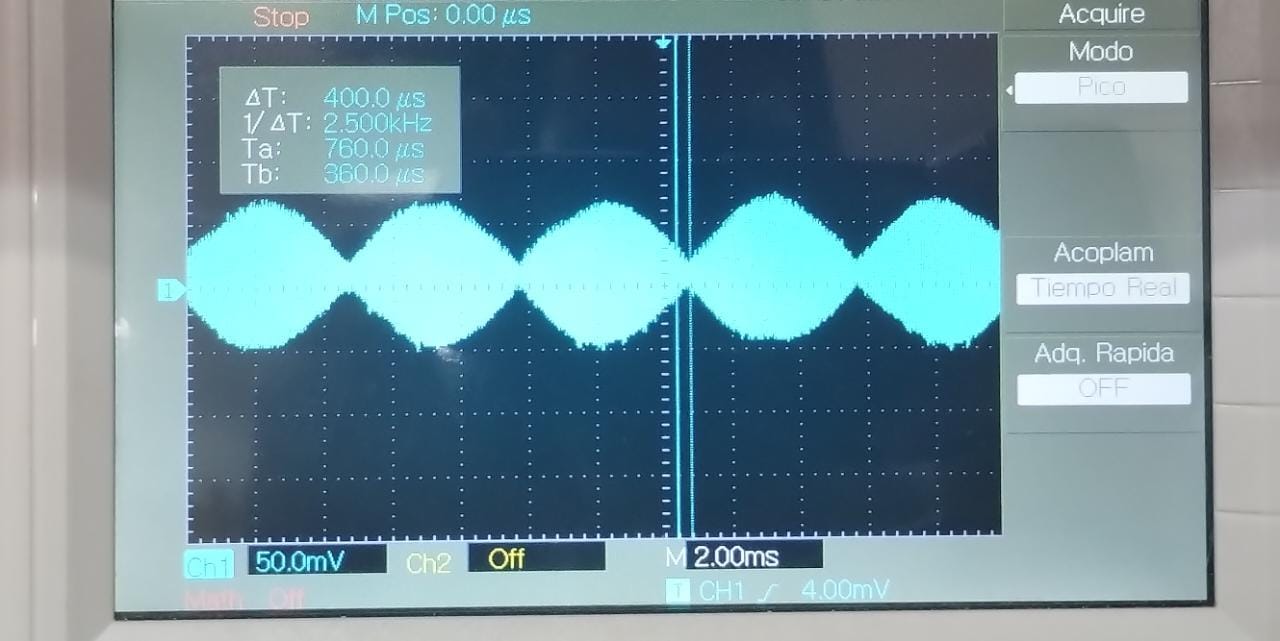 Stop M Pos: 0.00 µs
Acquire
Modo
Pico
ΔT: 400.0 µs
1/ΔT: 2.500kHz
Ta: 760.0 µs
Tb: 360.0 µs
Acoplam
Tiempo Real
1
Adq. Rapida
OFF
Ch1 50.0mV Ch2 Off M 2.00ms
Math Off T CH1 4.00mV